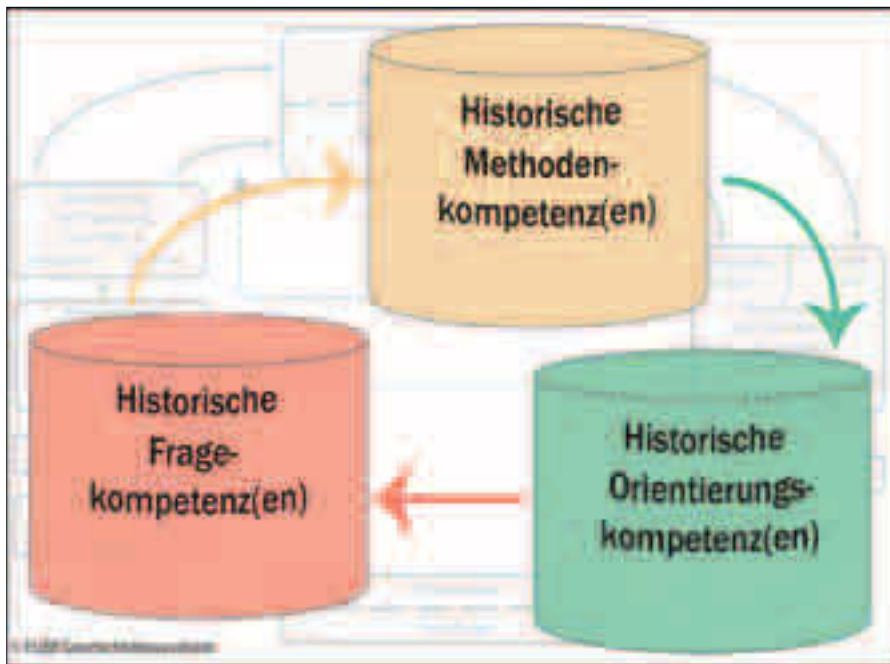 Historische
Methoden-
kompetenz(en)
Historische
Frage-
kompetenz(en)
Historische
Orientierungs-
kompetenz(en)